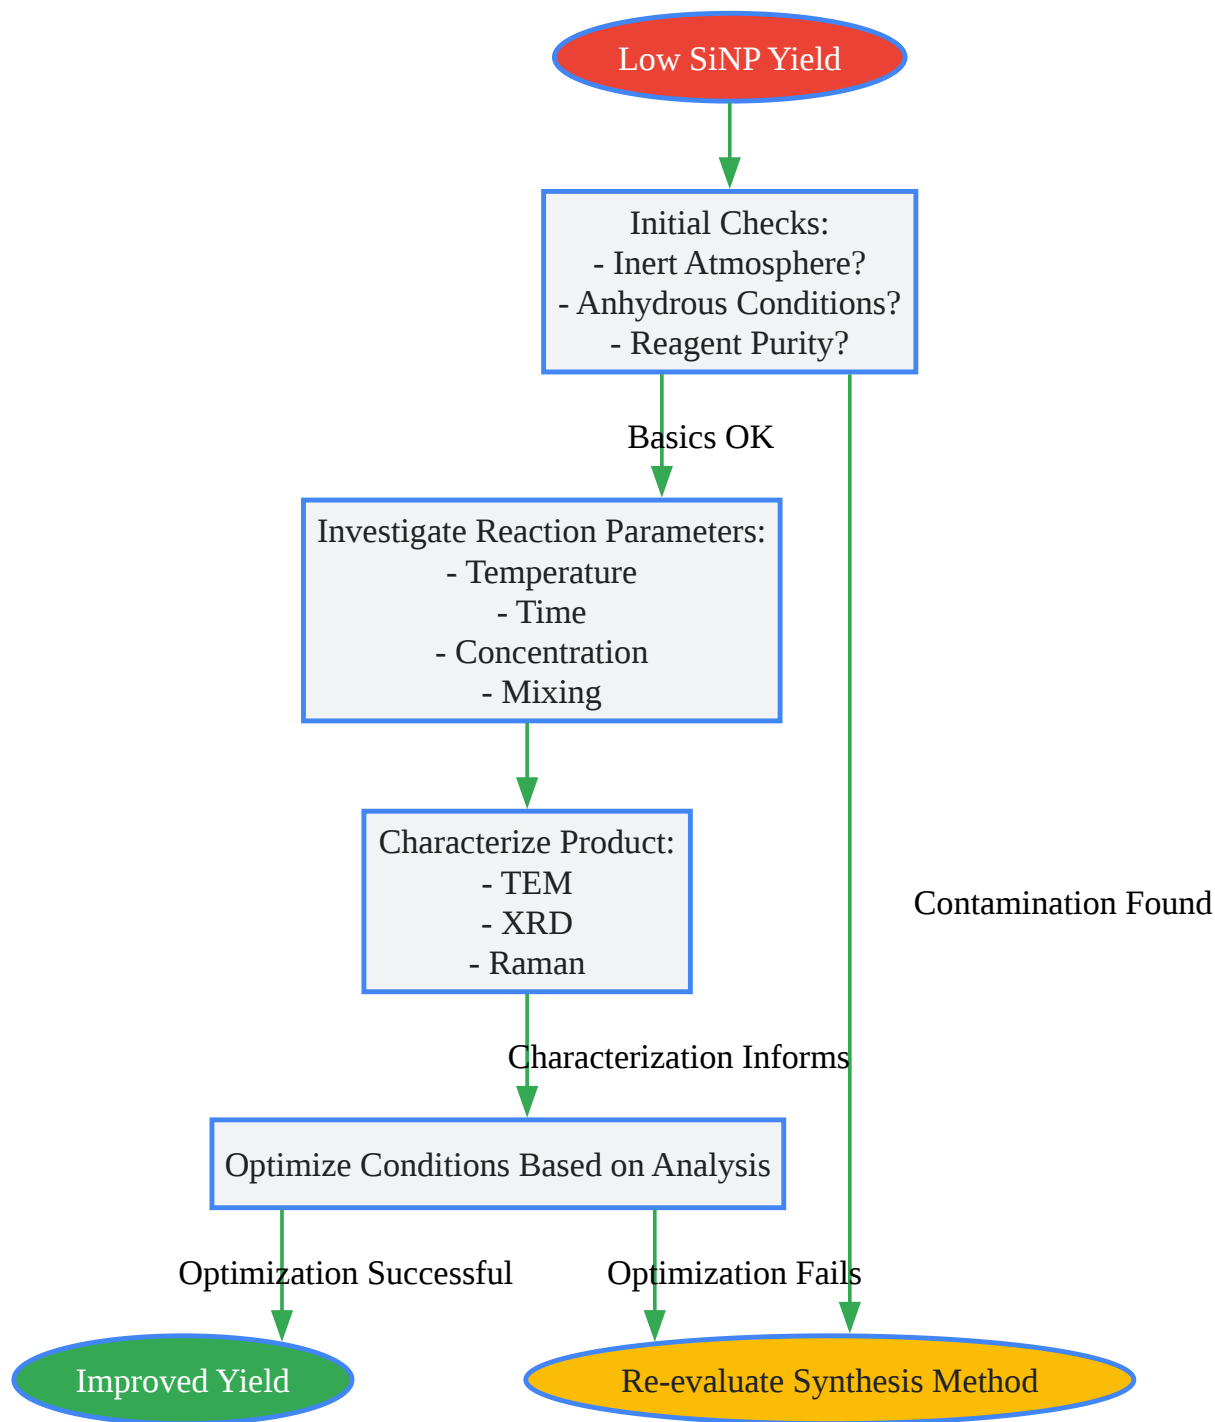 Low SiNP Yield
Initial Checks:
- Inert Atmosphere?
- Anhydrous Conditions?
- Reagent Purity?
Basics OK
Investigate Reaction Parameters:
- Temperature
- Time
- Concentration
- Mixing
Characterize Product:
- TEM
- XRD
- Raman
Contamination Found
Characterization Informs
Optimize Conditions Based on Analysis
Optimization Successful
Optimization Fails
Improved Yield
Re-evaluate Synthesis Method